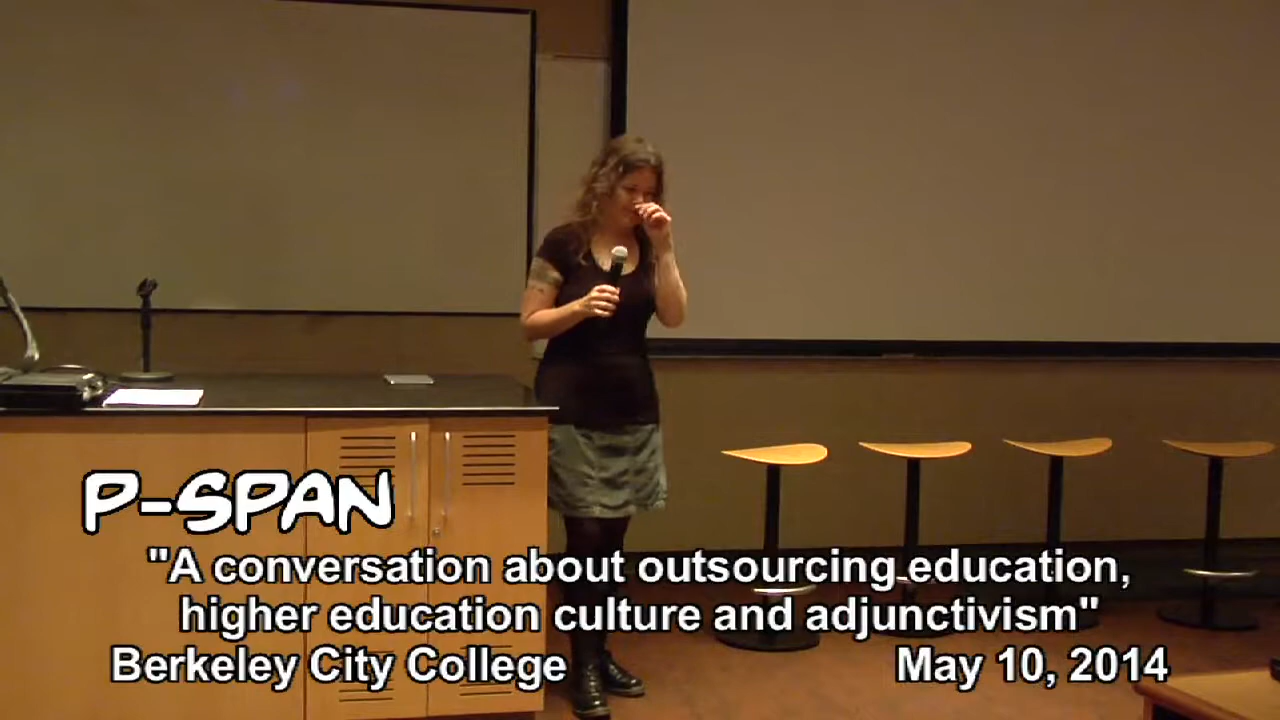 P-SPAN
"A conversation about outsourcing education,
higher education culture and adjunctivism"
Berkeley City College May 10, 2014